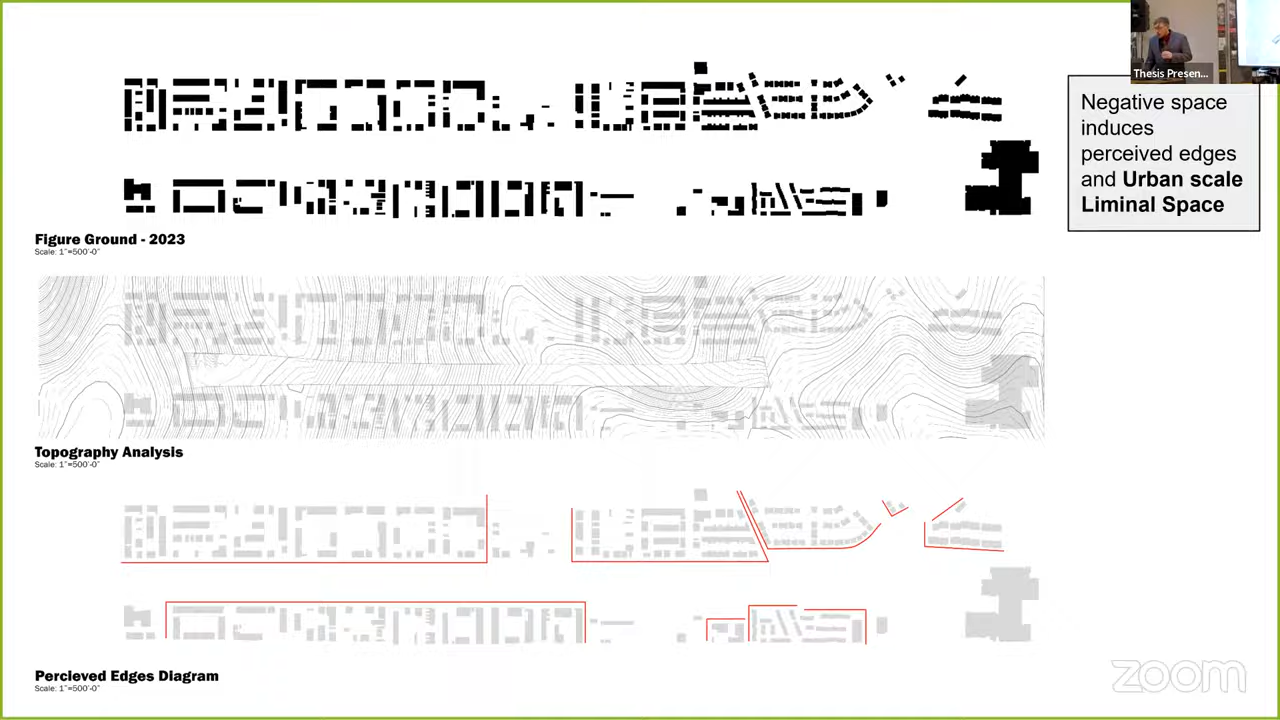 Thesis Presen...
Negative space
induces
perceived edges
and Urban scale
Liminal Space
Figure Ground - 2023
Scale: 1"=500'-0"
Topography Analysis
Scale: 1"=500'-0"
Percieved Edges Diagram
Scale: 1"=500'-0"
zoom